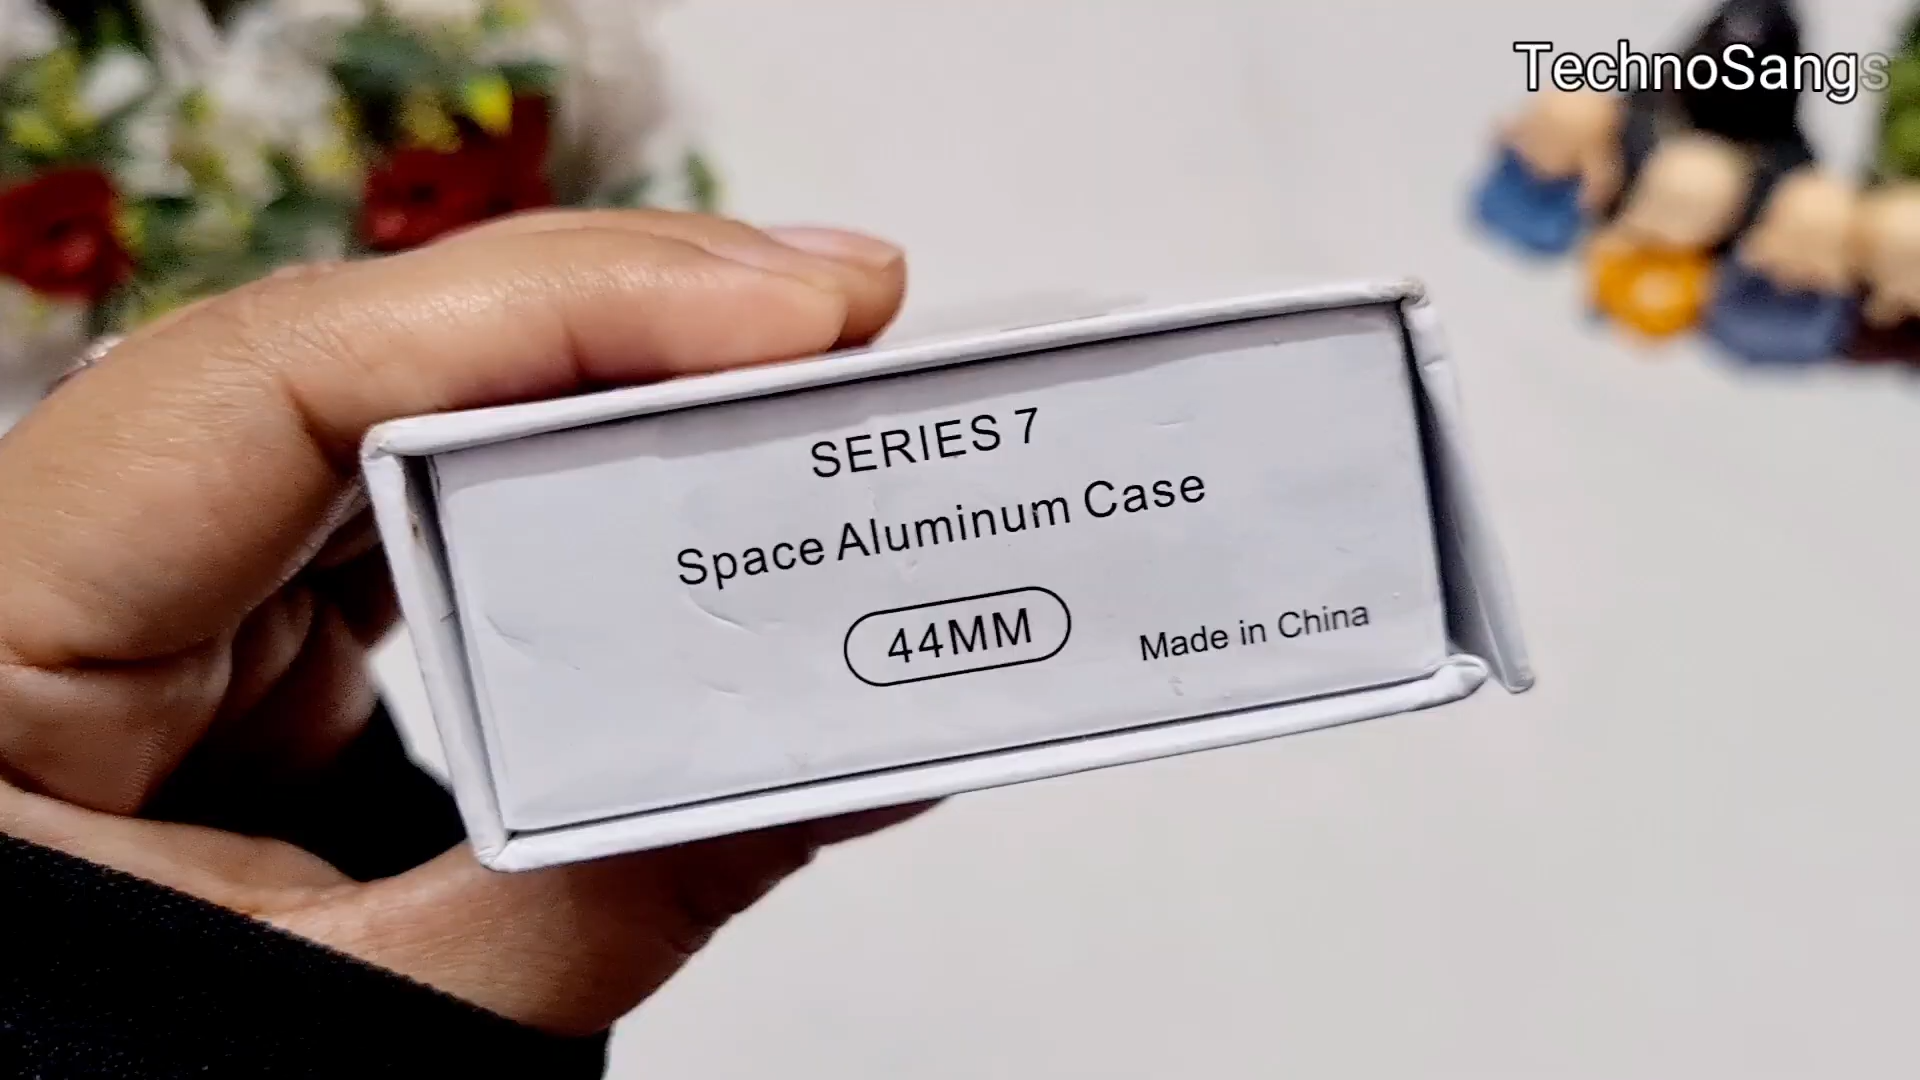 TechnoSangs
SERIES 7
Space Aluminum Case
44MM
Made in China